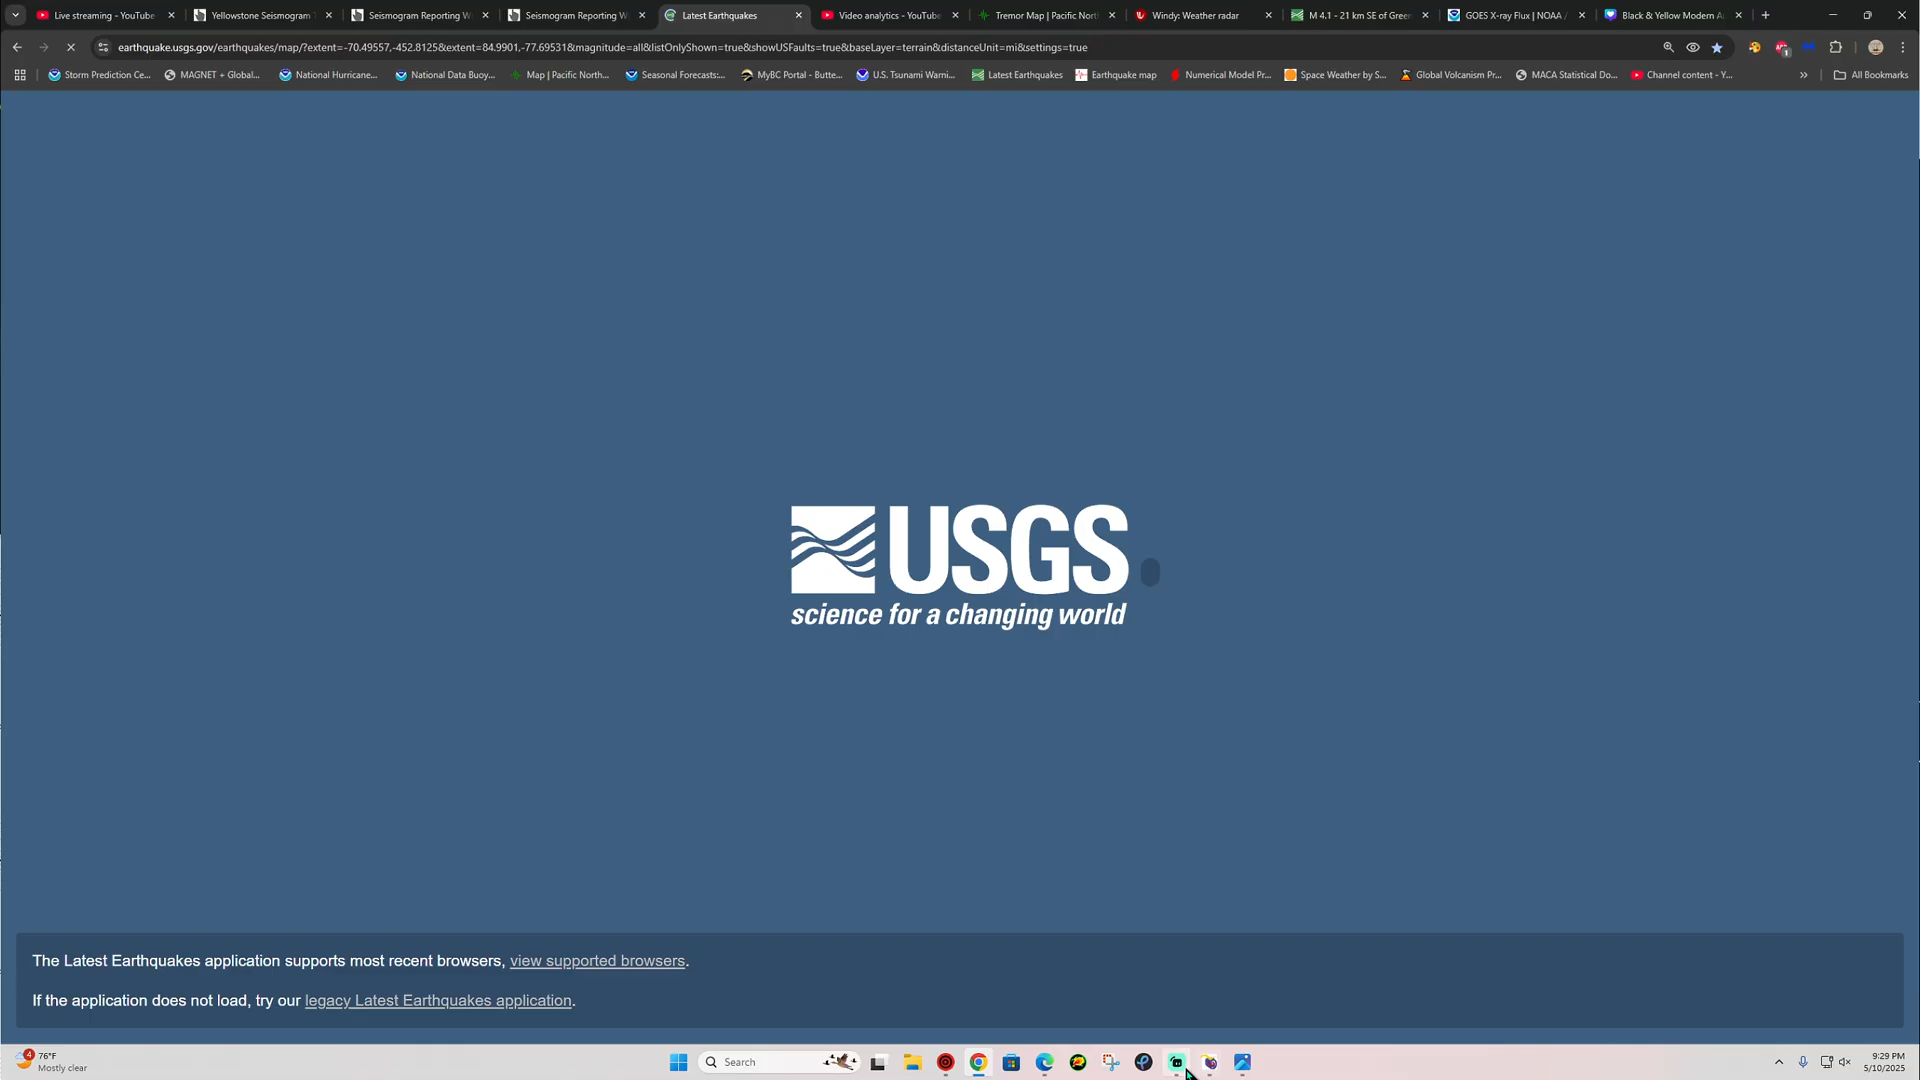 Live streaming - YouTube
Yellowstone Seismogram
Seismogram Reporting W
Seismogram Reporting W
Latest Earthquakes
Video analytics - YouTube
Tremor Map | Pacific Nort
Windy: Weather radar
M 4.1 - 21 km SE of Green
GOES X-ray Flux | NOAA /
Black & Yellow Modern A
earthquake.usgs.gov/earthquakes/map/?extent=-70.49557,-452.8125&extent=84.9901,-77.69531&magnitude=all&listOnlyShown=true&showUSFaults=true&baseLayer=terrain&distanceUnit=mi&settings=true
Storm Prediction Ce...
MAGNET + Global...
National Hurricane...
National Data Buoy...
Map | Pacific North...
Seasonal Forecasts:...
MyBC Portal - Butte...
U.S. Tsunami Warni...
Latest Earthquakes
Earthquake map
Numerical Model Pr...
Space Weather by S...
Global Volcanism Pr...
MACA Statistical Do...
Channel content - Y...
All Bookmarks
USGS
science for a changing world
The Latest Earthquakes application supports most recent browsers, view supported browsers.
If the application does not load, try our legacy Latest Earthquakes application.
4
76°F
Mostly clear
Search
9:29 PM
5/10/2025